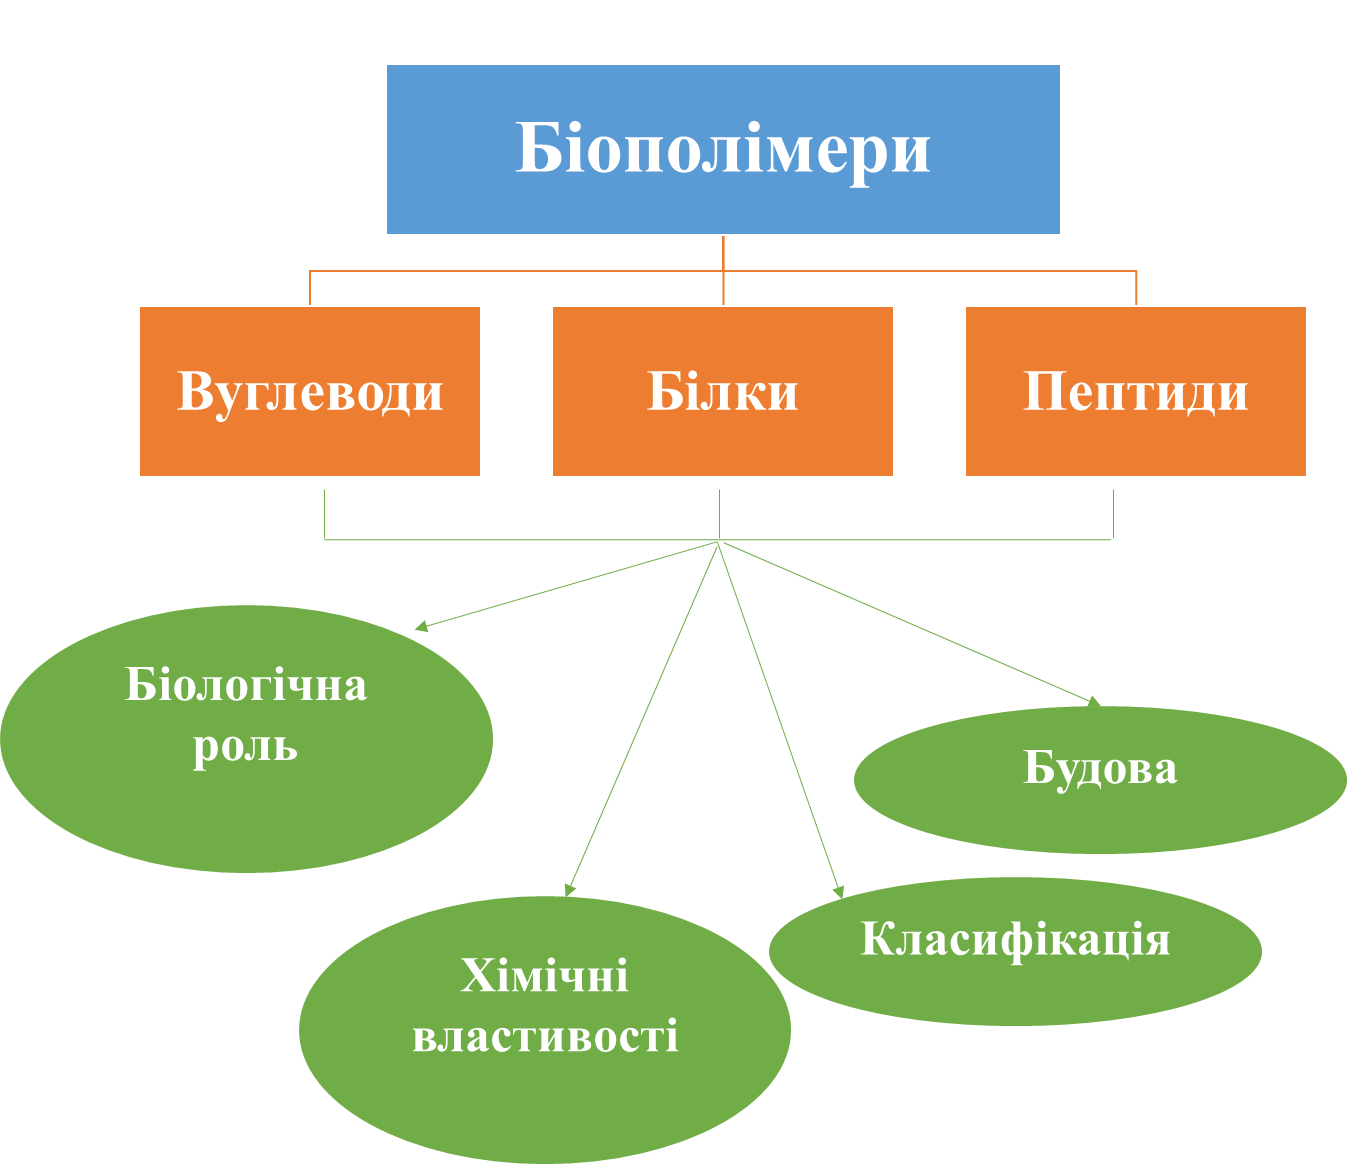 Біополімери
Вуглеводи
Білки
Пептиди
Біологічна
роль
Будова
Класифікація
Хімічні
властивості